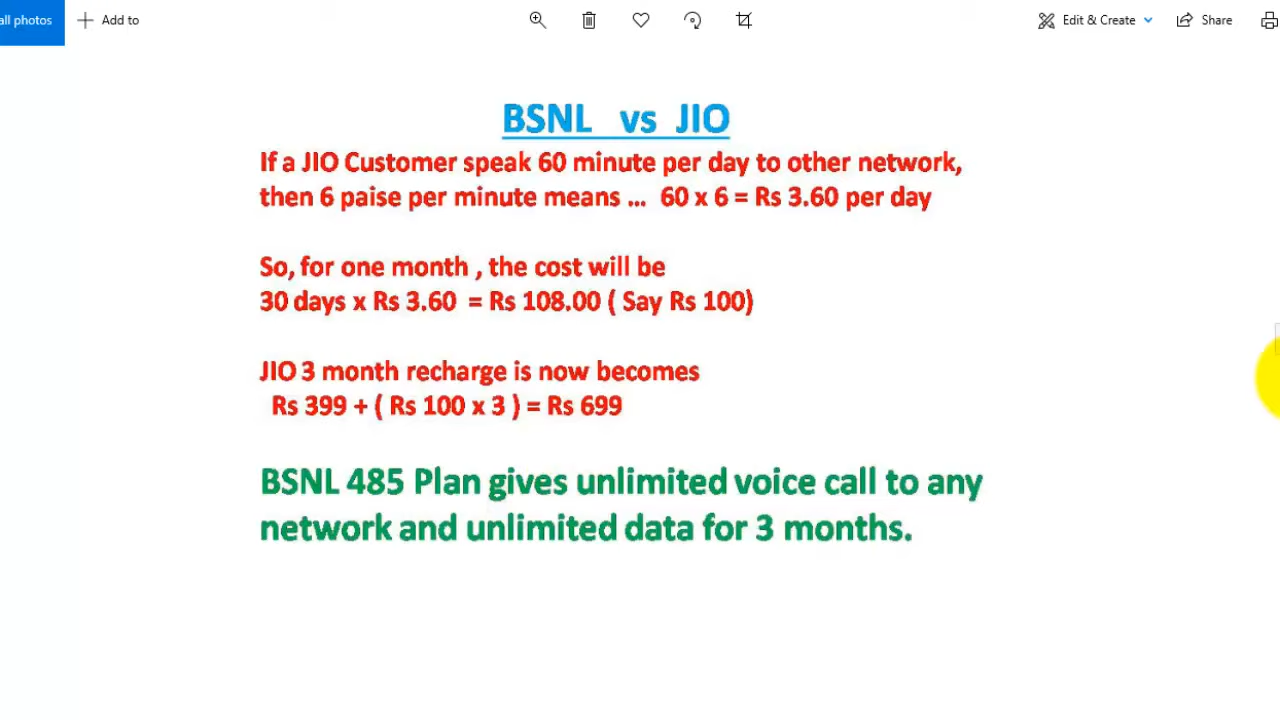 all photos
Add to
Edit & Create
Share
BSNL vs JIO
If a JIO Customer speak 60 minute per day to other network,
then 6 paise per minute means ... 60 x 6 = Rs 3.60 per day
So, for one month , the cost will be
30 days x Rs 3.60 = Rs 108.00 ( Say Rs 100)
JIO 3 month recharge is now becomes
Rs 399 + ( Rs 100 x 3 ) = Rs 699
BSNL 485 Plan gives unlimited voice call to any
network and unlimited data for 3 months.